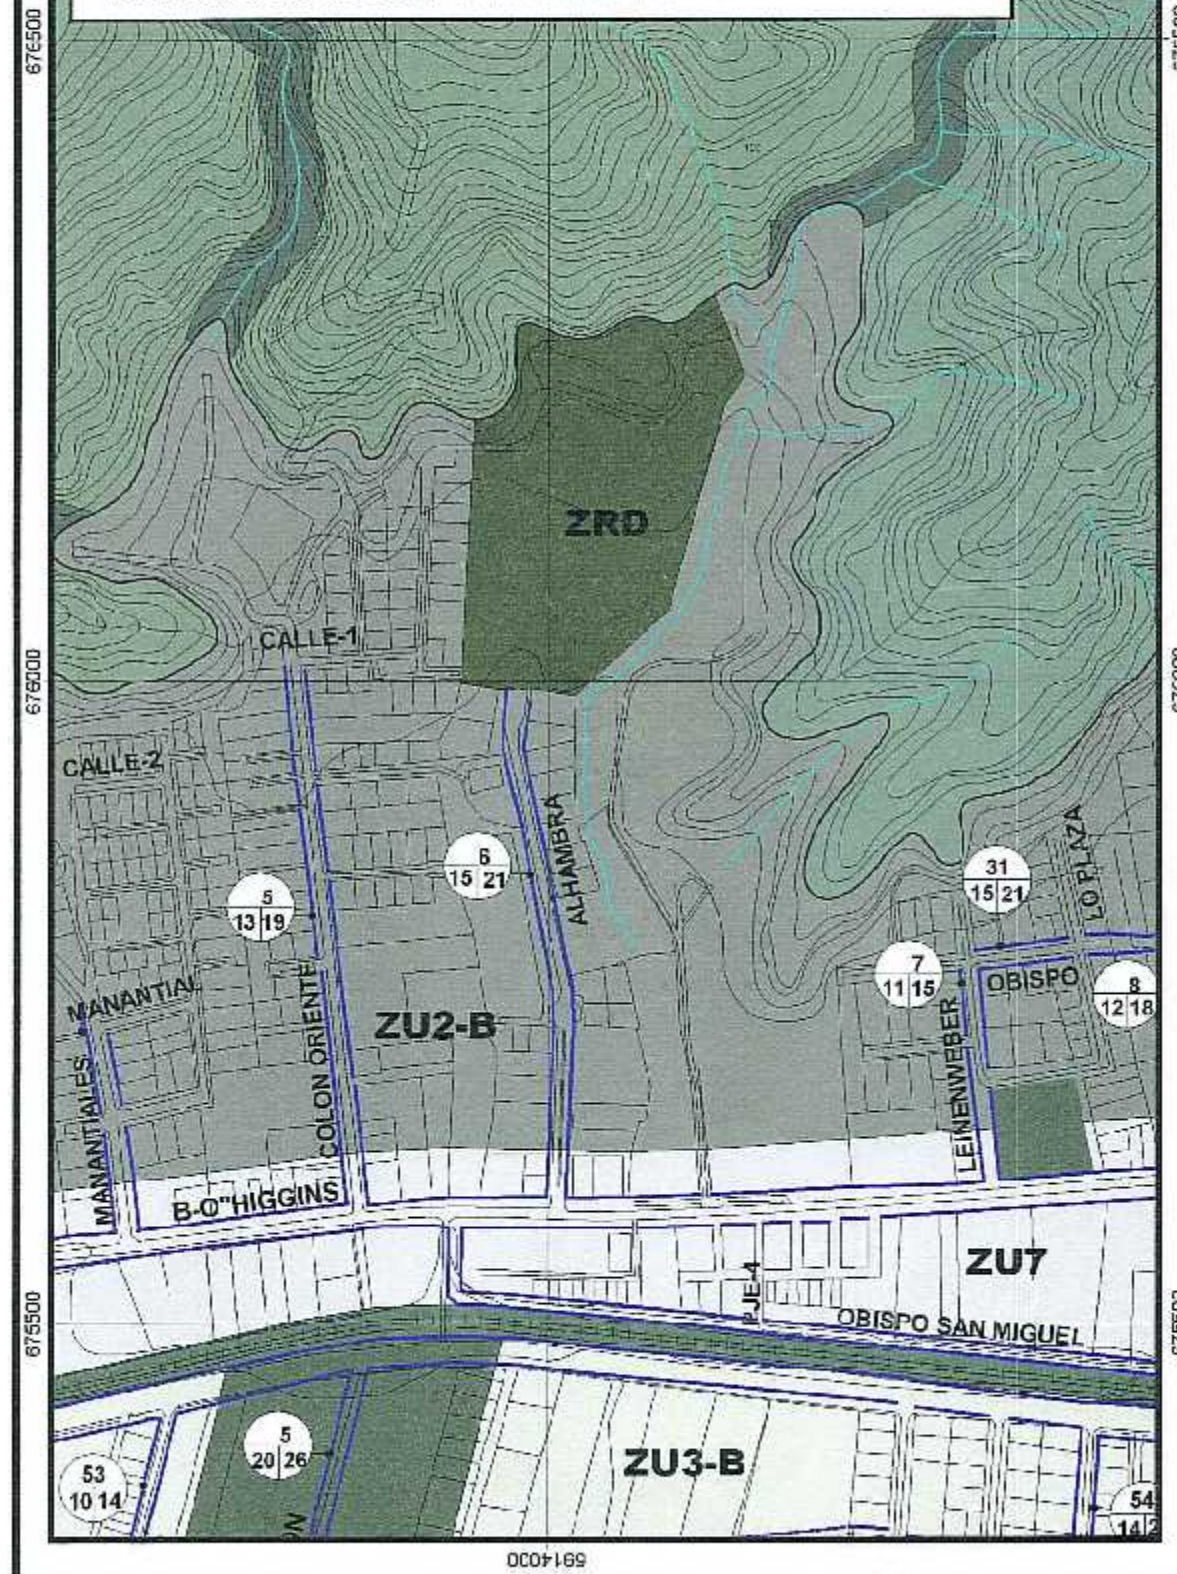 676500
ZRD
CALLE-1
676000
CALLE-2
ALHAMBRA
6
15 21
5
13 19
31
15 21
LO PLAZA
7
11 15
OBISPO
8
12 18
MANANTIAL
ZU2-B
COLON ORIENTE
LEINENWEBER
MANANTIALES
B-O"HIGGINS
ZU7
PJE-4
675500
OBISPO SAN MIGUEL
5
20 26
ZU3-B
53
10 14
54
5914000